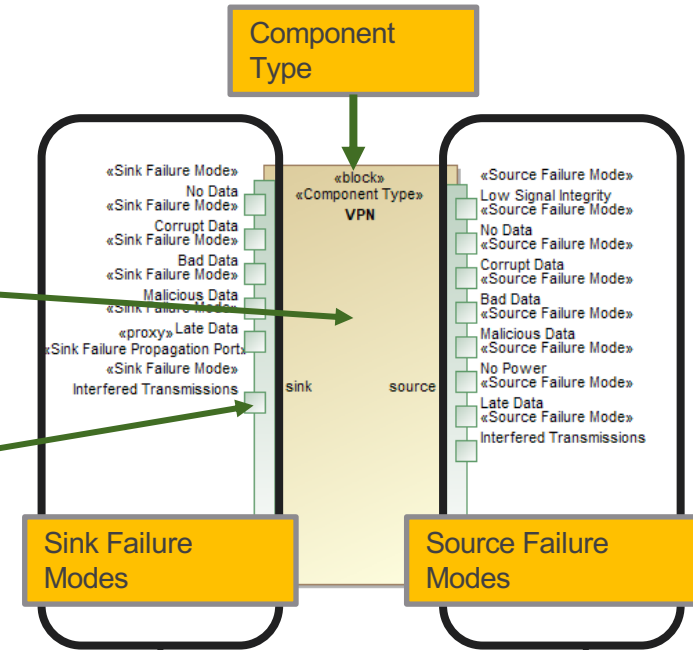 Component
Type
«Sink Failure Mode»
No Data
«Sink Failure Mode»
Corrupt Data
«Sink Failure Mode»
Bad Data
«Sink Failure Mode»
Malicious Data
«Sink Failure Mode»
«proxy» Late Data
«Sink Failure Propagation Port»
«Sink Failure Mode»
Interfered Transmissions
«block»
«Component Type»
VPN
sink
source
«Source Failure Mode»
Low Signal Integrity
«Source Failure Mode»
No Data
«Source Failure Mode»
Corrupt Data
«Source Failure Mode»
Bad Data
«Source Failure Mode»
Malicious Data
«Source Failure Mode»
No Power
«Source Failure Mode»
Late Data
«Source Failure Mode»
Interfered Transmissions
Sink Failure
Modes
Source Failure
Modes